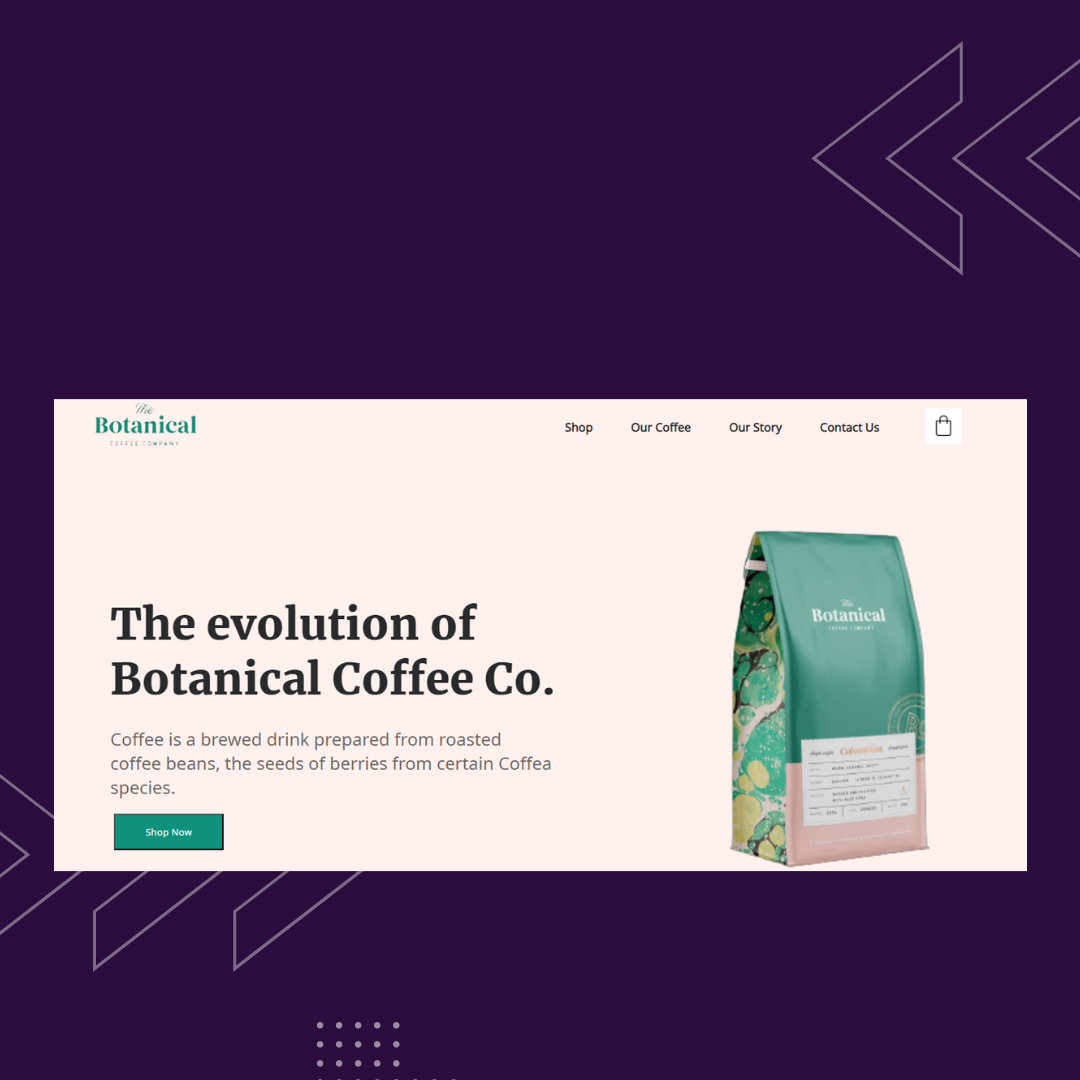 The
Botanical
COFFEE COMPANY
Shop
Our Coffee
Our Story
Contact Us
The evolution of
Botanical Coffee Co.
Coffee is a brewed drink prepared from roasted
coffee beans, the seeds of berries from certain Coffea
species.
Shop Now
The
Botanical
COFFEE COMPANY
Colombian